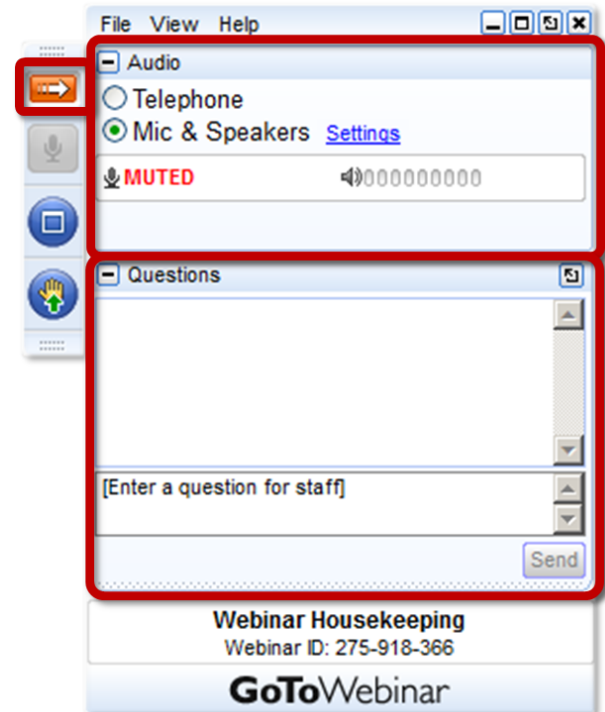 File View Help
Audio
Telephone
Mic & Speakers Settings
MUTED 000000000
Questions
[Enter a question for staff]
Send
Webinar Housekeeping
Webinar ID: 275-918-366
GoToWebinar